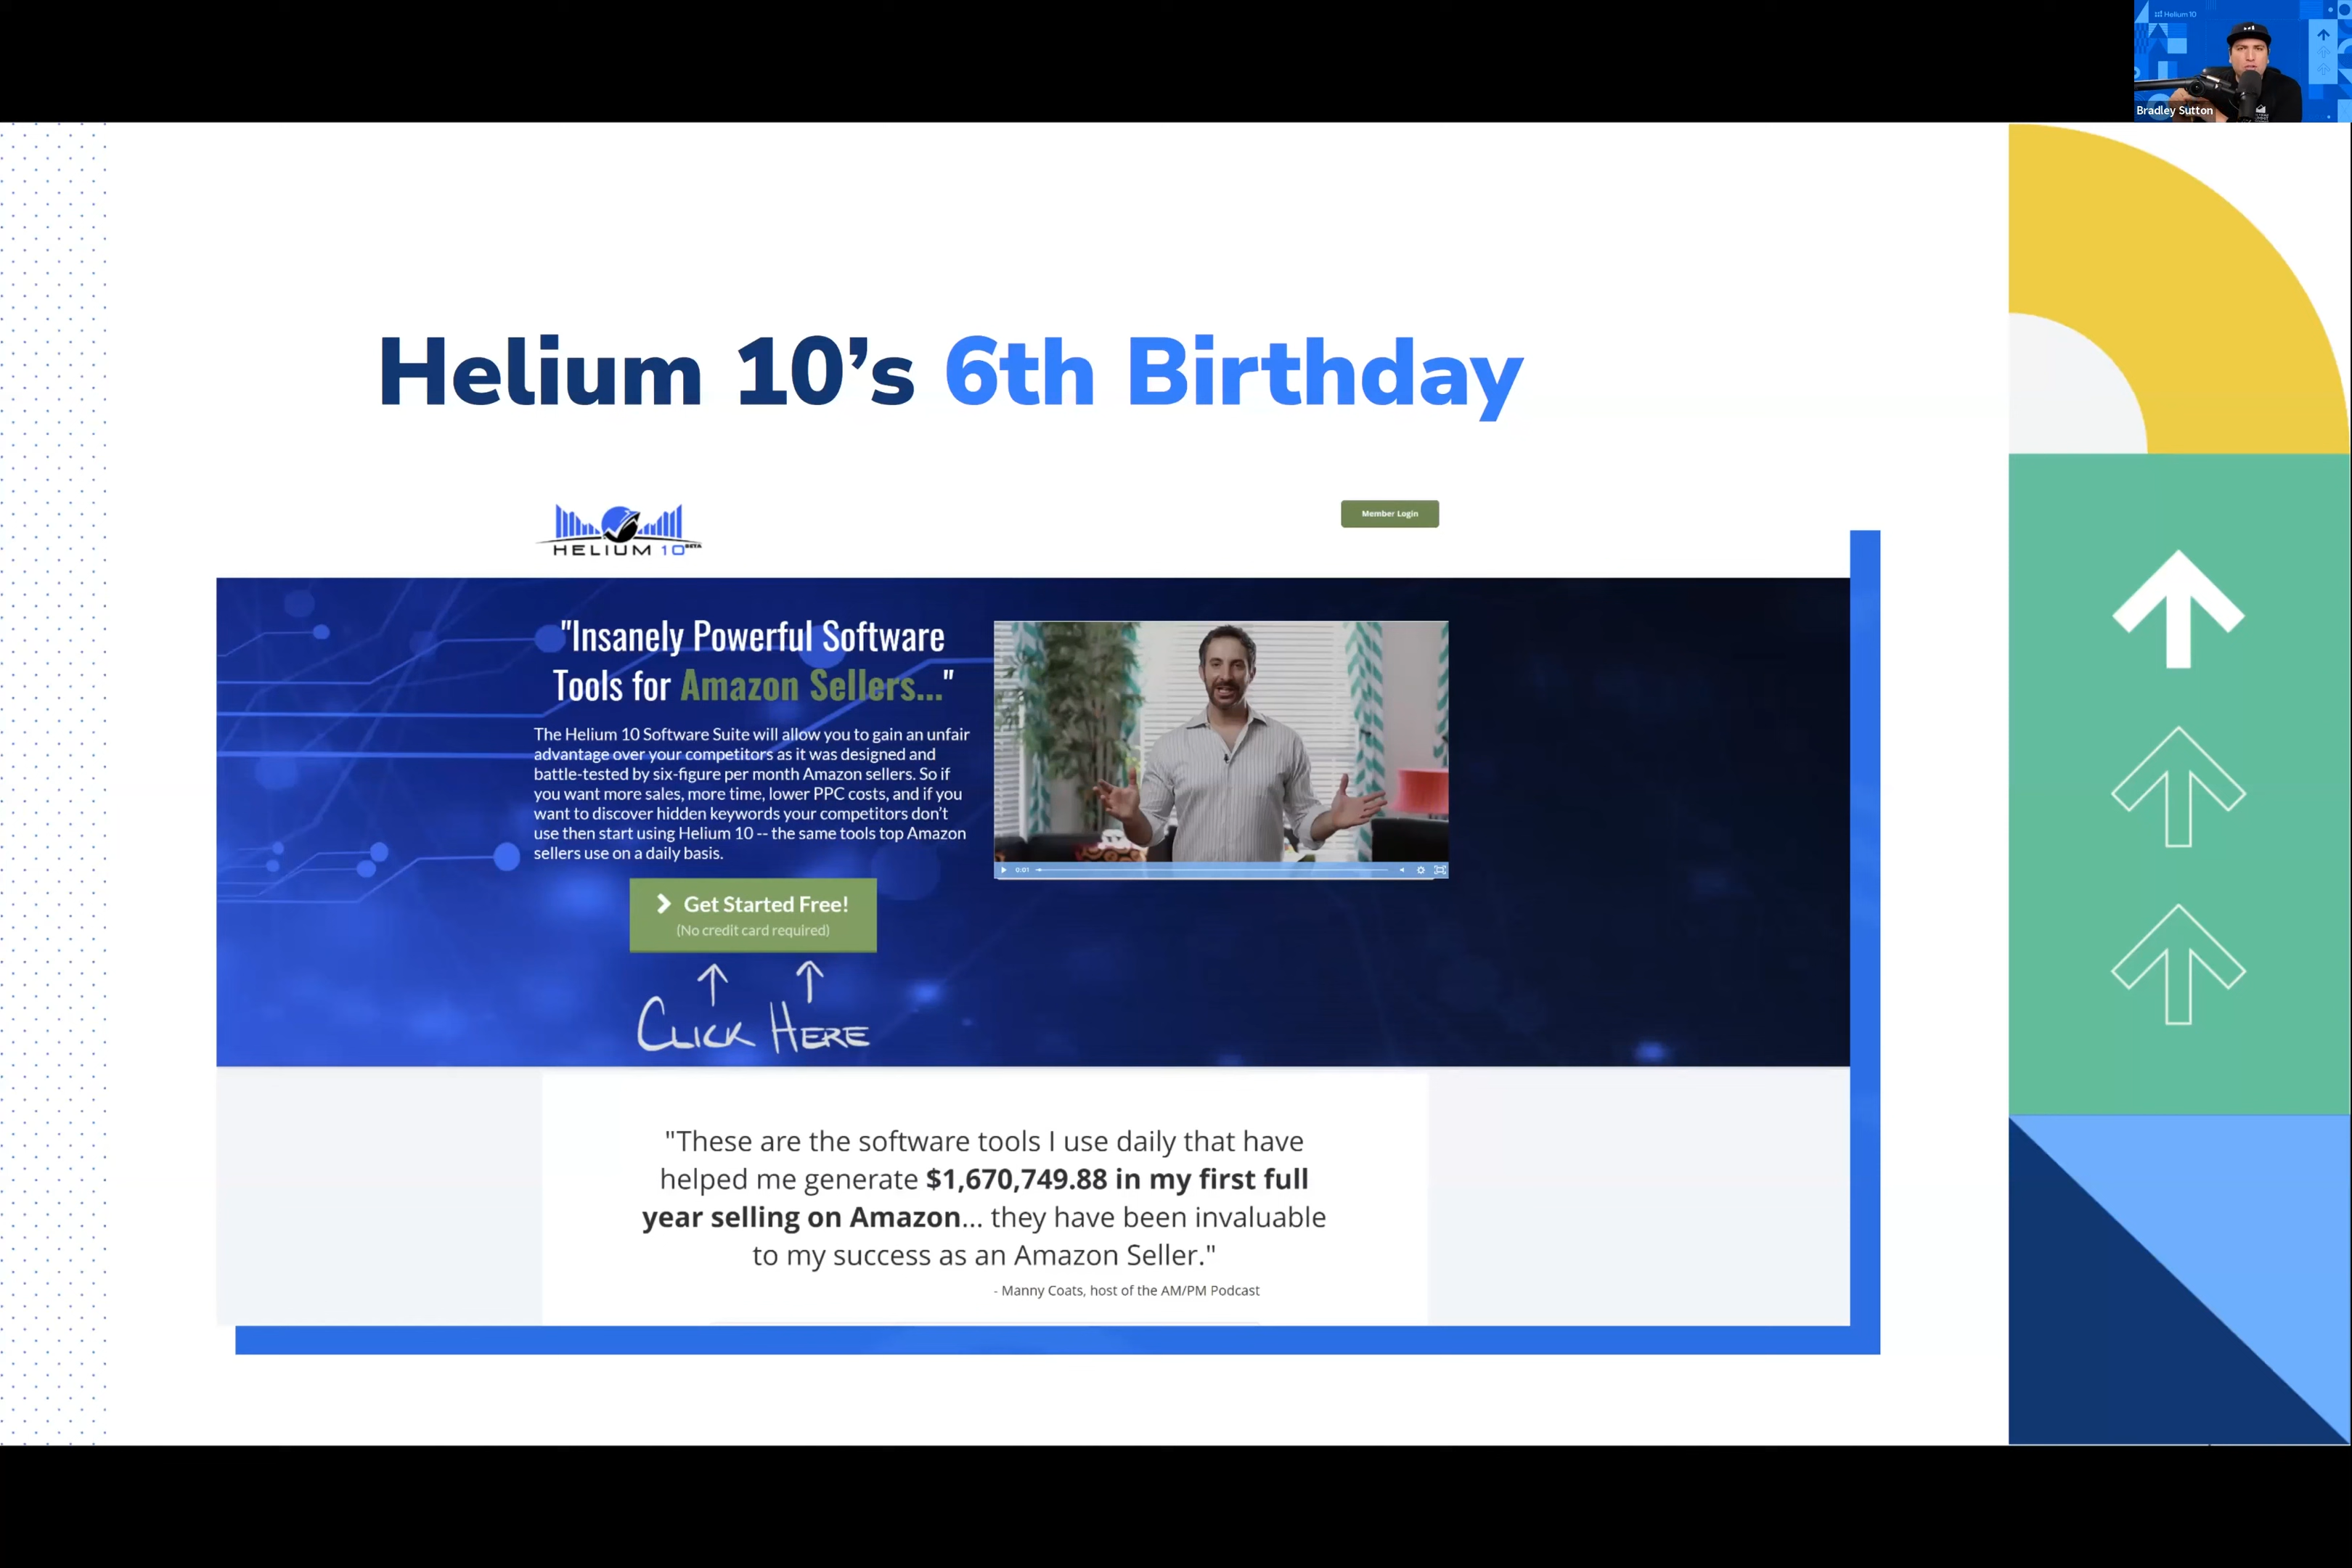 Helium 10
Bradley Sutton
Helium 10’s 6th Birthday
HELIUM 10 BETA
Member Login
"Insanely Powerful Software
Tools for Amazon Sellers..."
The Helium 10 Software Suite will allow you to gain an unfair
advantage over your competitors as it was designed and
battle-tested by six-figure per month Amazon sellers. So if
you want more sales, more time, lower PPC costs, and if you
want to discover hidden keywords your competitors don't
use then start using Helium 10 -- the same tools top Amazon
sellers use on a daily basis.
0:01
Get Started Free!
(No credit card required)
CLICK HERE
"These are the software tools I use daily that have
helped me generate $1,670,749.88 in my first full
year selling on Amazon... they have been invaluable
to my success as an Amazon Seller."
- Manny Coats, host of the AM/PM Podcast